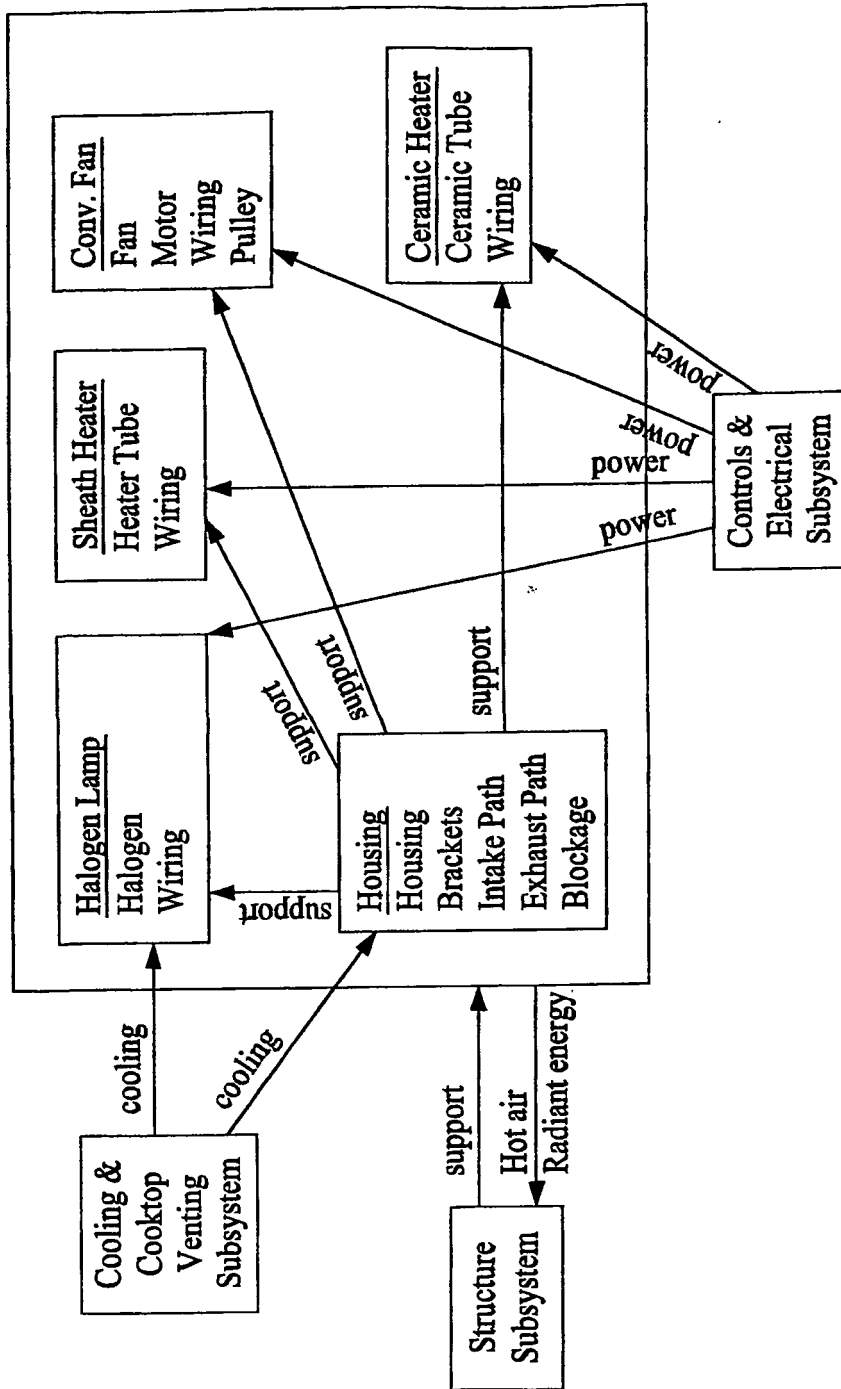 Cooling &
Cooktop
Venting
Subsystem
cooling
cooling
Halogen Lamp
Halogen
Wiring
Sheath Heater
Heater Tube
Wiring
Conv. Fan
Fan
Motor
Wiring
Pulley
support
support
support
support
Housing
Housing
Brackets
Intake Path
Exhaust Path
Blockage
Ceramic Heater
Ceramic Tube
Wiring
Structure
Subsystem
support
Hot air
Radiant energy
power
power
power
power
Controls &
Electrical
Subsystem